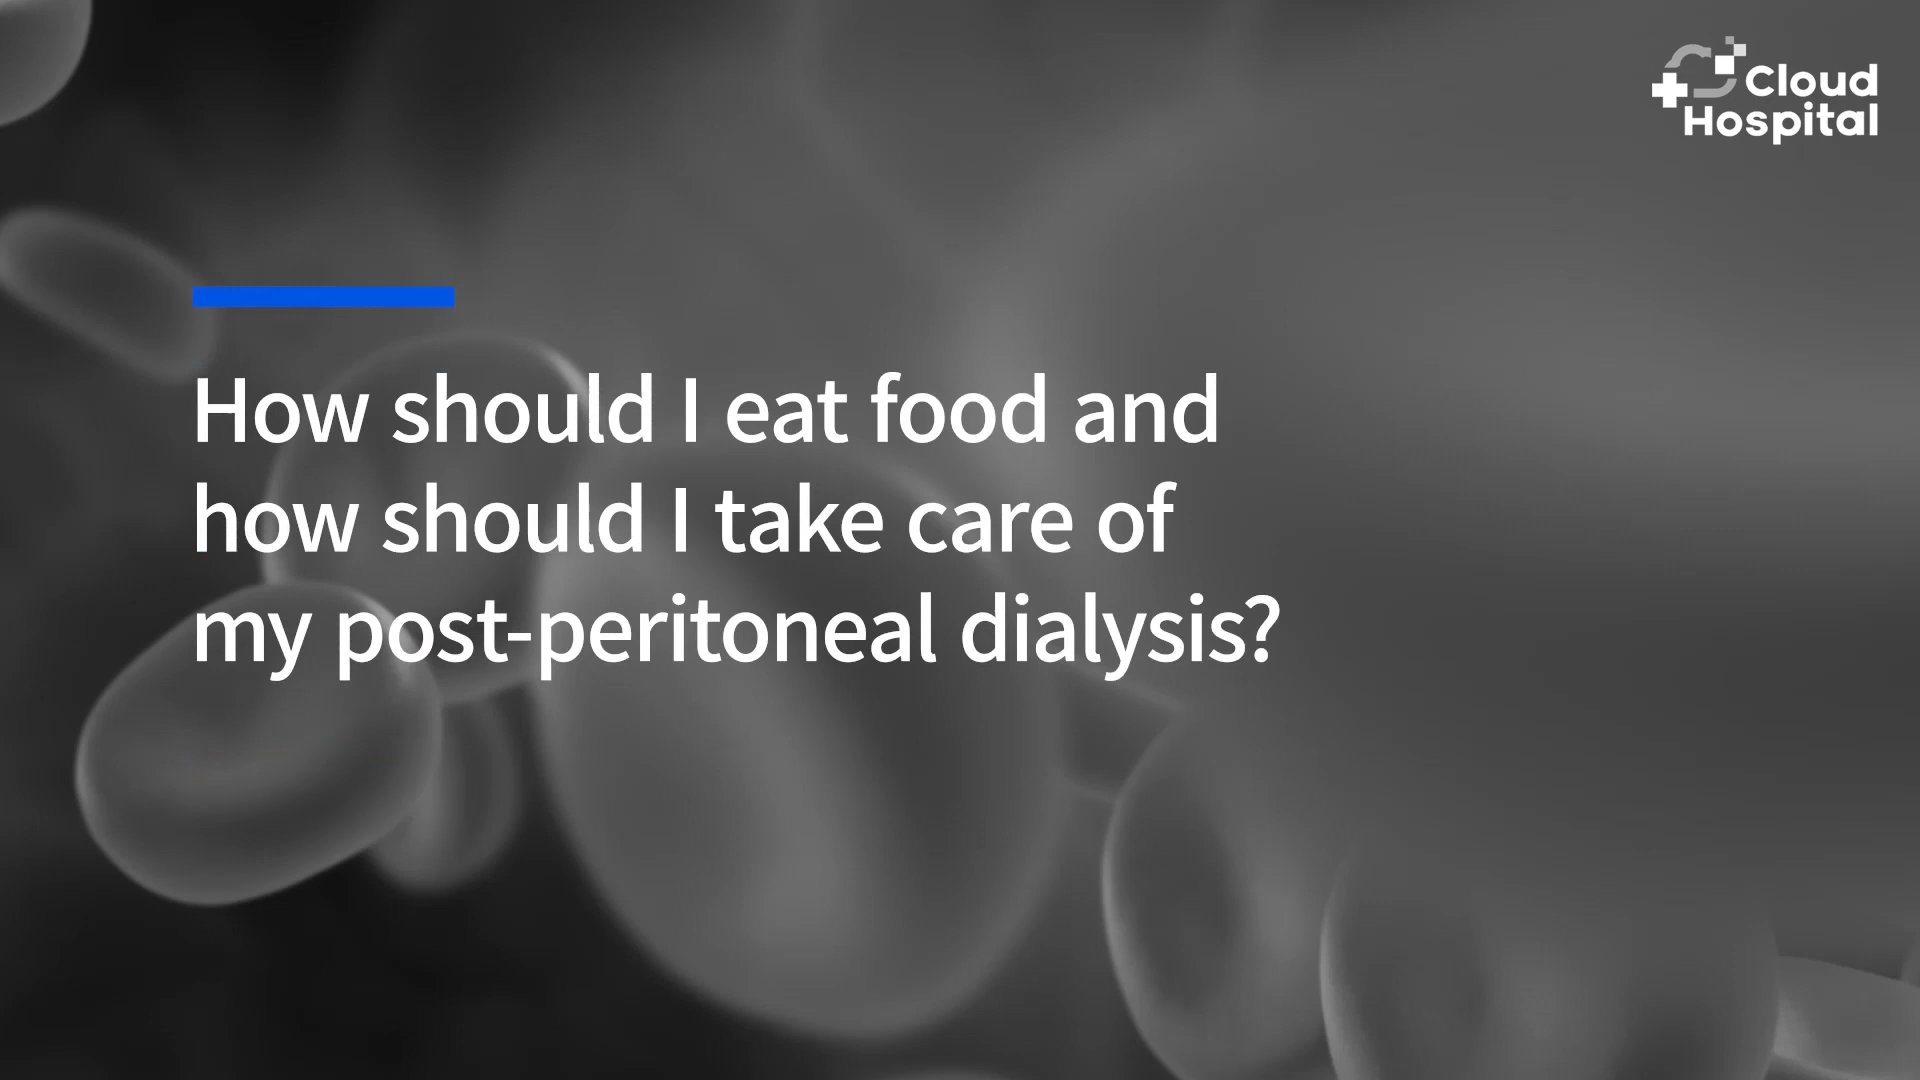 Cloud
Hospital
How should I eat food and
how should I take care of
my post-peritoneal dialysis?